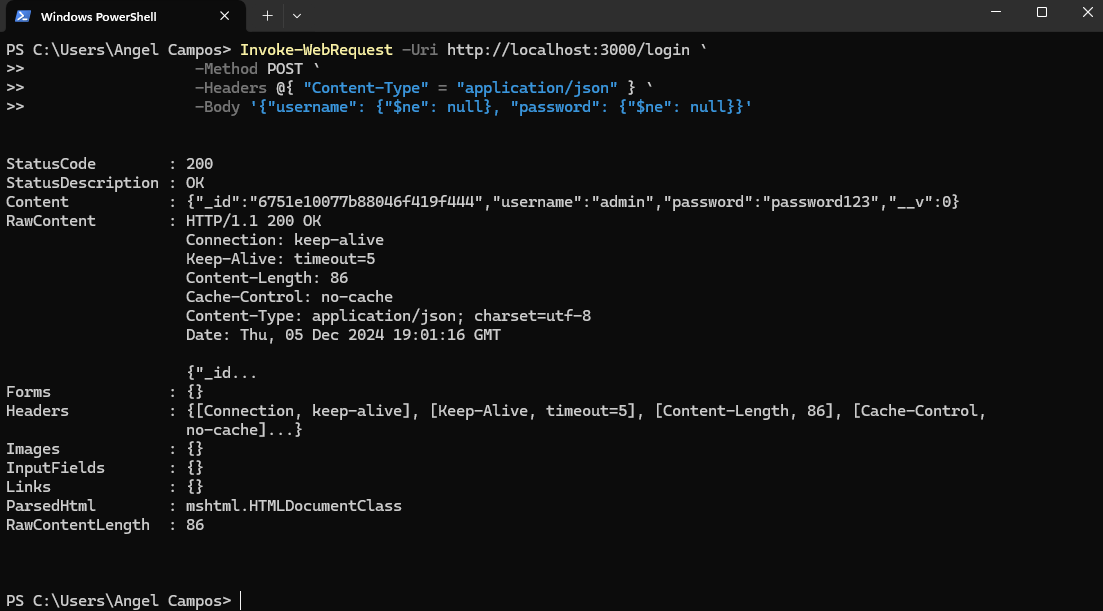 Windows PowerShell
PS C:\Users\Angel Campos> Invoke-WebRequest -Uri http://localhost:3000/login `
>>                     -Method POST `
>>                     -Headers @{ "Content-Type" = "application/json" } `
>>                     -Body '{"username": {"$ne": null}, "password": {"$ne": null}}'
StatusCode        : 200
StatusDescription : OK
Content           : {"_id":"6751e10077b88046f419f444","username":"admin","password":"password123","__v":0}
RawContent        : HTTP/1.1 200 OK
                    Connection: keep-alive
                    Keep-Alive: timeout=5
                    Content-Length: 86
                    Cache-Control: no-cache
                    Content-Type: application/json; charset=utf-8
                    Date: Thu, 05 Dec 2024 19:01:16 GMT
                    {"_id...
Forms             : {}
Headers           : {[Connection, keep-alive], [Keep-Alive, timeout=5], [Content-Length, 86], [Cache-Control,
                    no-cache]...}
Images            : {}
InputFields       : {}
Links             : {}
ParsedHtml        : mshtml.HTMLDocumentClass
RawContentLength  : 86
PS C:\Users\Angel Campos>